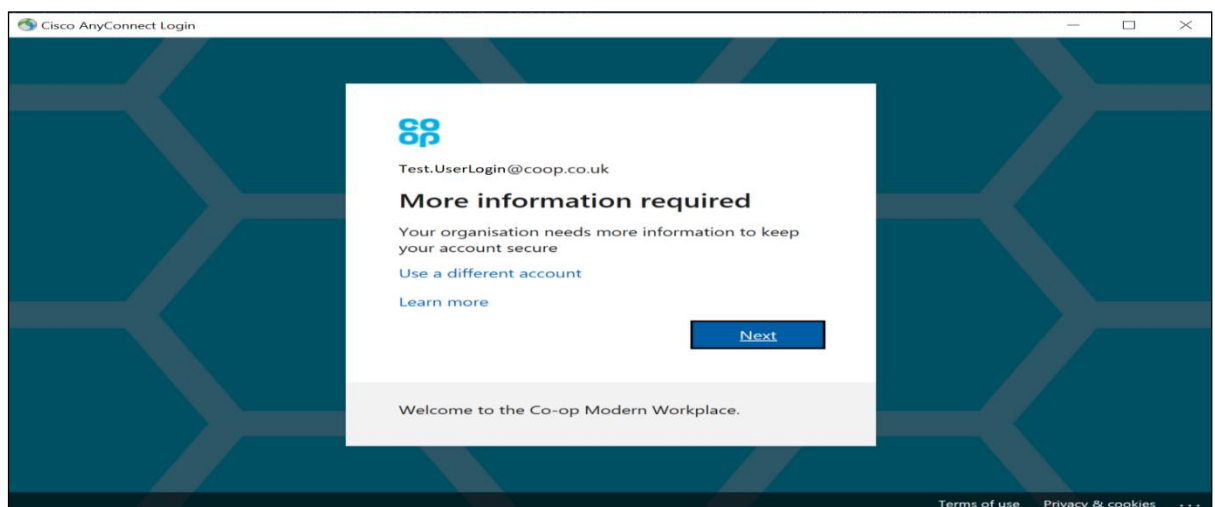 Cisco AnyConnect Login
co
op
Test.UserLogin@coop.co.uk
More information required
Your organisation needs more information to keep
your account secure
Use a different account
Learn more
Next
Welcome to the Co-op Modern Workplace.
Terms of use Privacy & cookies ...